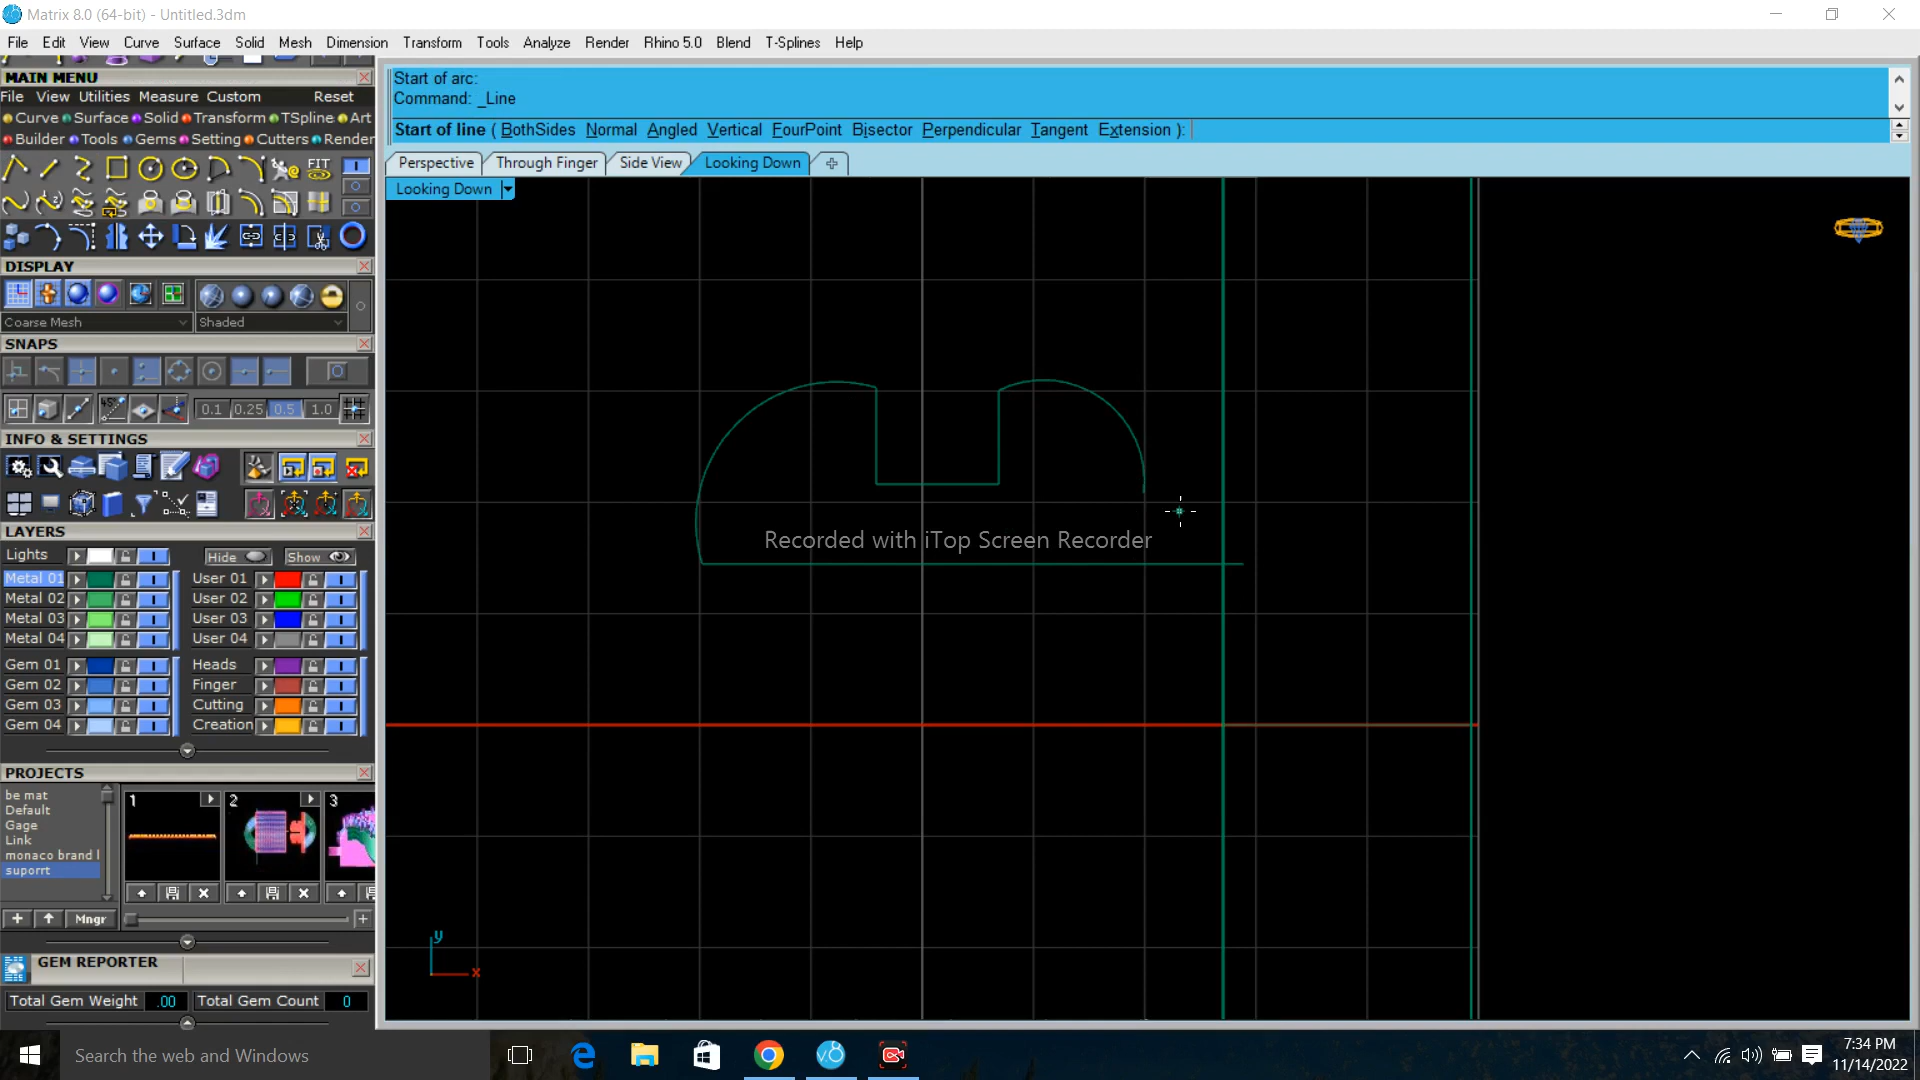 Matrix 8.0 (64-bit) - Untitled.3dm
File Edit View Curve Surface Solid Mesh Dimension Transform Tools Analyze Render Rhino 5.0 Blend T-Splines Help
MAIN MENU
File View Utilities Measure Custom Reset
Curve Surface Solid Transform TSpline Art
Builder Tools Gems Setting Cutters Render
FIT
Start of arc:
Command: _Line
Start of line ( BothSides Normal Angled Vertical FourPoint Bisector Perpendicular Tangent Extension ):
Perspective Through Finger Side View Looking Down
Looking Down
DISPLAY
Coarse Mesh Shaded
SNAPS
45°
0.1 0.25 0.5 1.0
INFO & SETTINGS
LAYERS
Lights Hide Show
Metal 01 User 01
Metal 02 User 02
Metal 03 User 03
Metal 04 User 04
Gem 01 Heads
Gem 02 Finger
Gem 03 Cutting
Gem 04 Creation
PROJECTS
be mat
Default
Gage
Link
monaco brand l
suporrt
1 2 3
Mngr
GEM REPORTER
Total Gem Weight .00 Total Gem Count 0
Recorded with iTop Screen Recorder
y
x
Search the web and Windows
7:34 PM
11/14/2022